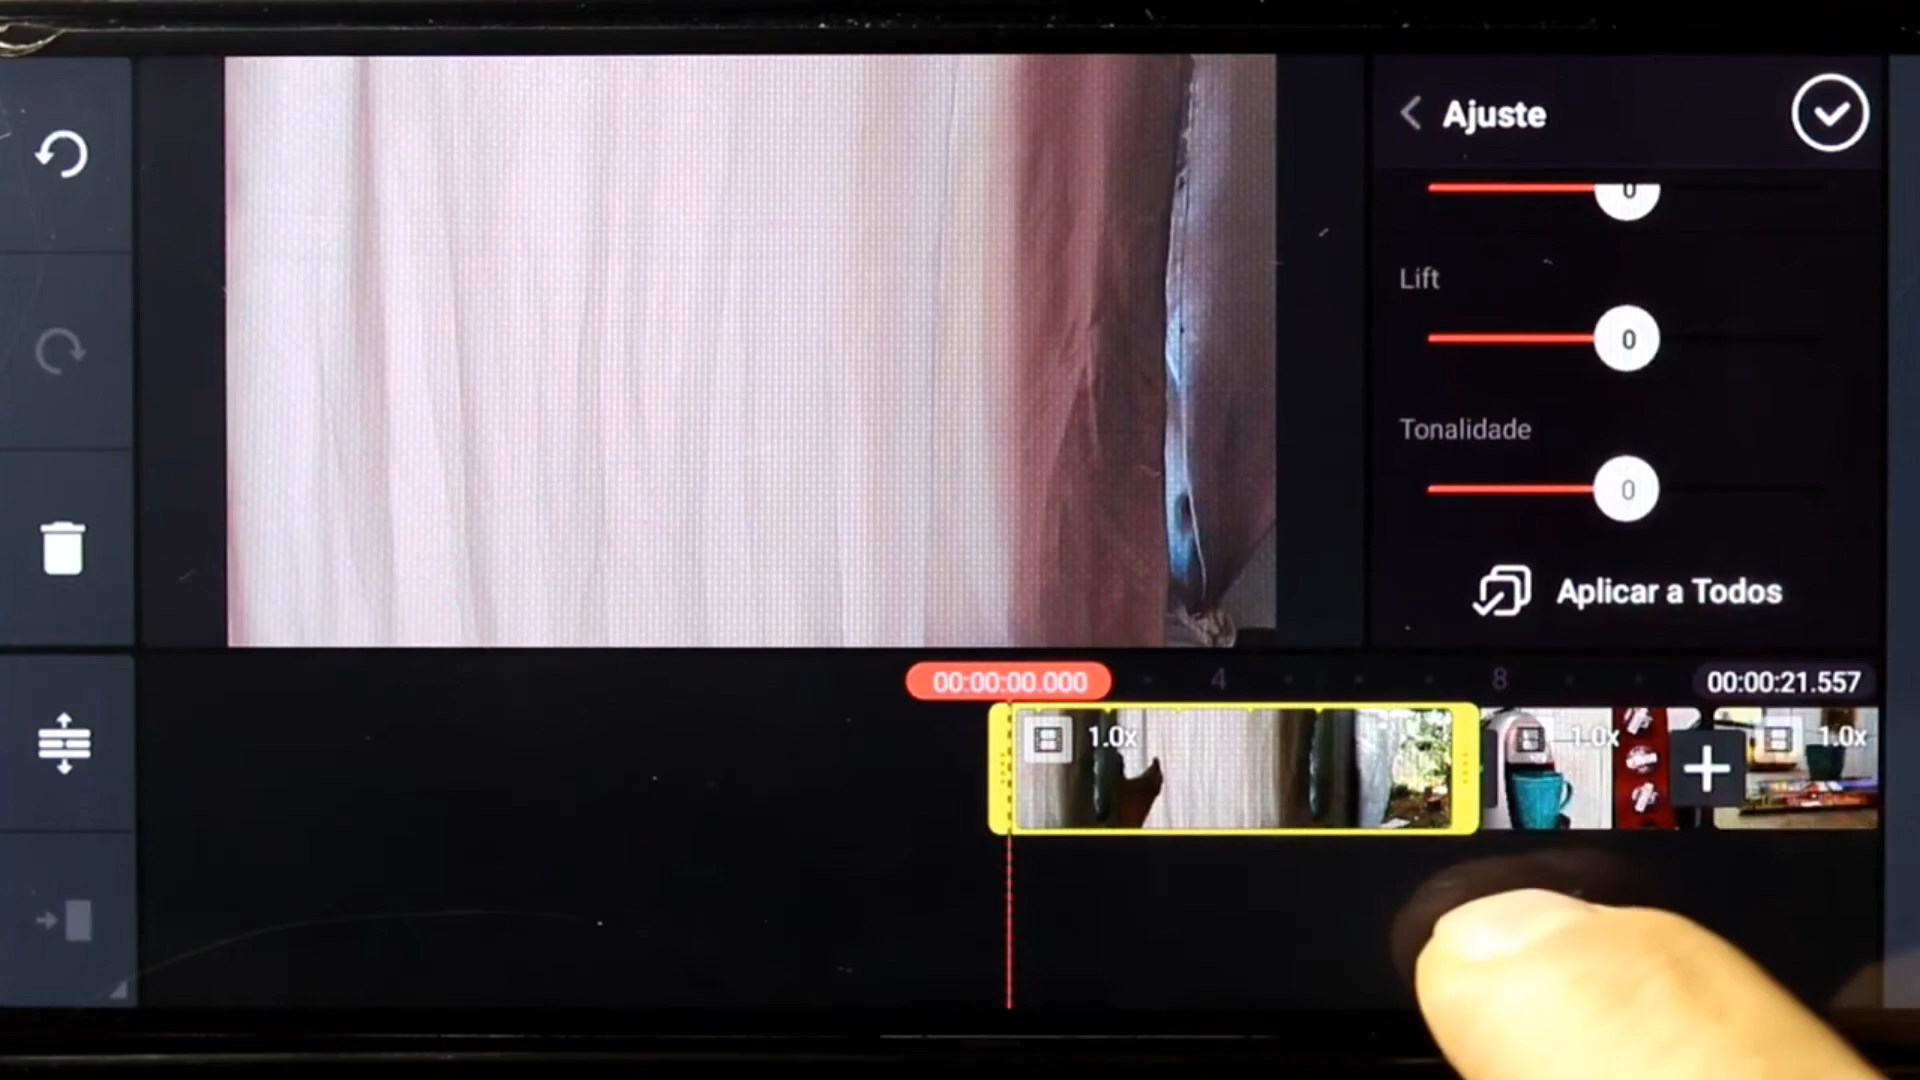 Ajuste
0
Lift
0
Tonalidade
0
Aplicar a Todos
00:00:00.000
4
8
00:00:21.557
1.0x
1.0x
1.0x